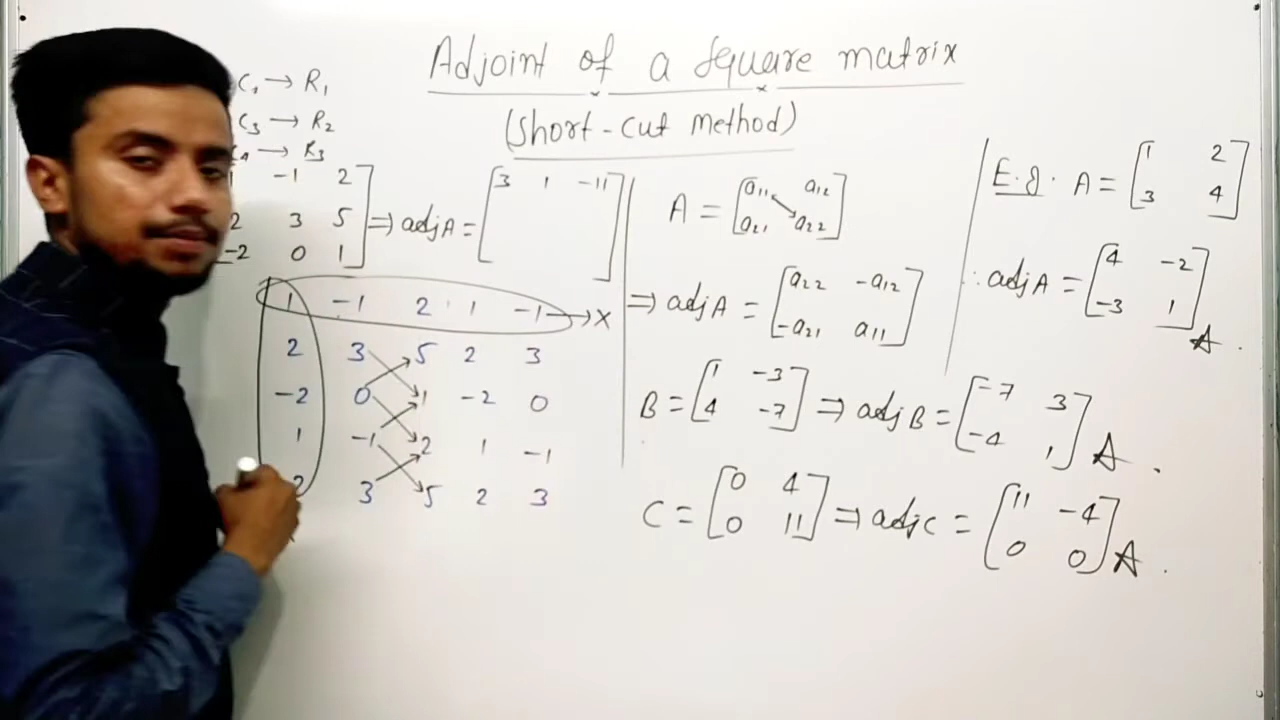 Adjoint of a square matrix
(Short-cut Method)
C₁ → R₁
C₃ → R₂
→ R₃
1 -1 2
2 3 5
-2 0 1
⇒ adjA = [3 1 -11]
1 -1 2 1 -1 → X
2 3 5 2 3
-2 0 1 -2 0
1 -1 2 1 -1
2 3 5 2 3
A = [a₁₁ a₁₂
a₂₁ a₂₂]
⇒ adjA = [a₂₂ -a₁₂
-a₂₁ a₁₁]
B = [1 -3
4 -7] ⇒ adjB = [-7 3
-4 1] A.
C = [0 4
0 11] ⇒ adjC = [11 -4
0 0] A.
E.g. A = [1 2
3 4]
∴ adjA = [4 -2
-3 1] A.